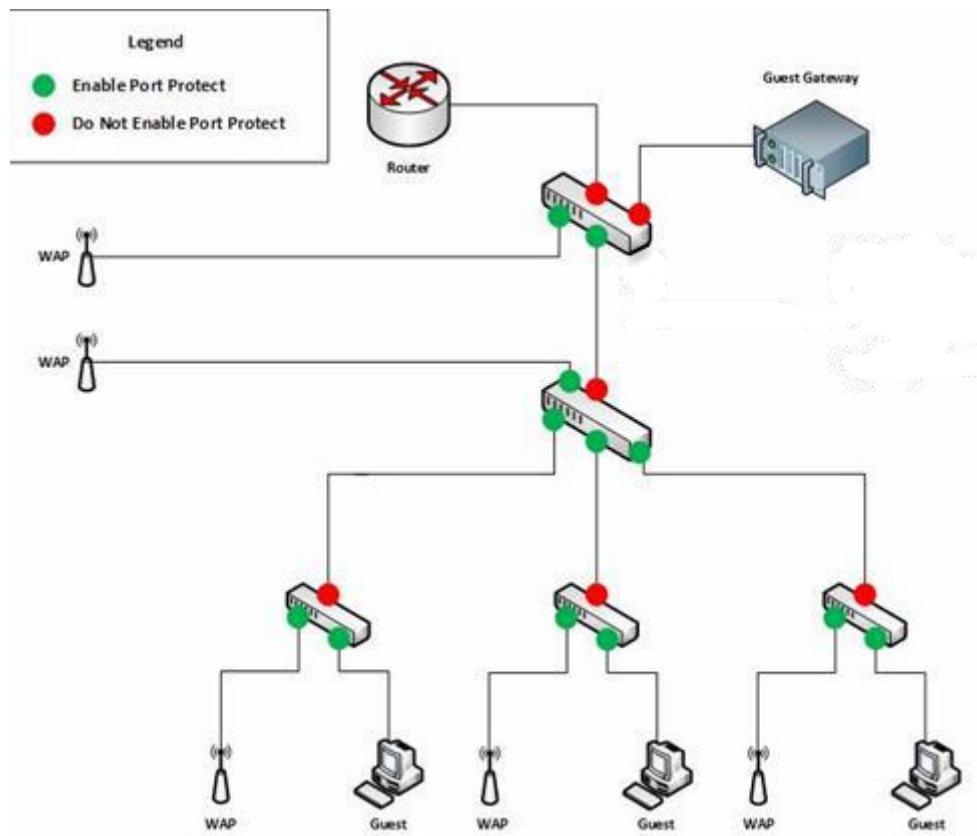 Legend
Enable Port Protect
Do Not Enable Port Protect
Router
Guest Gateway
WAP
WAP
WAP
Guest
WAP
Guest
WAP
Guest